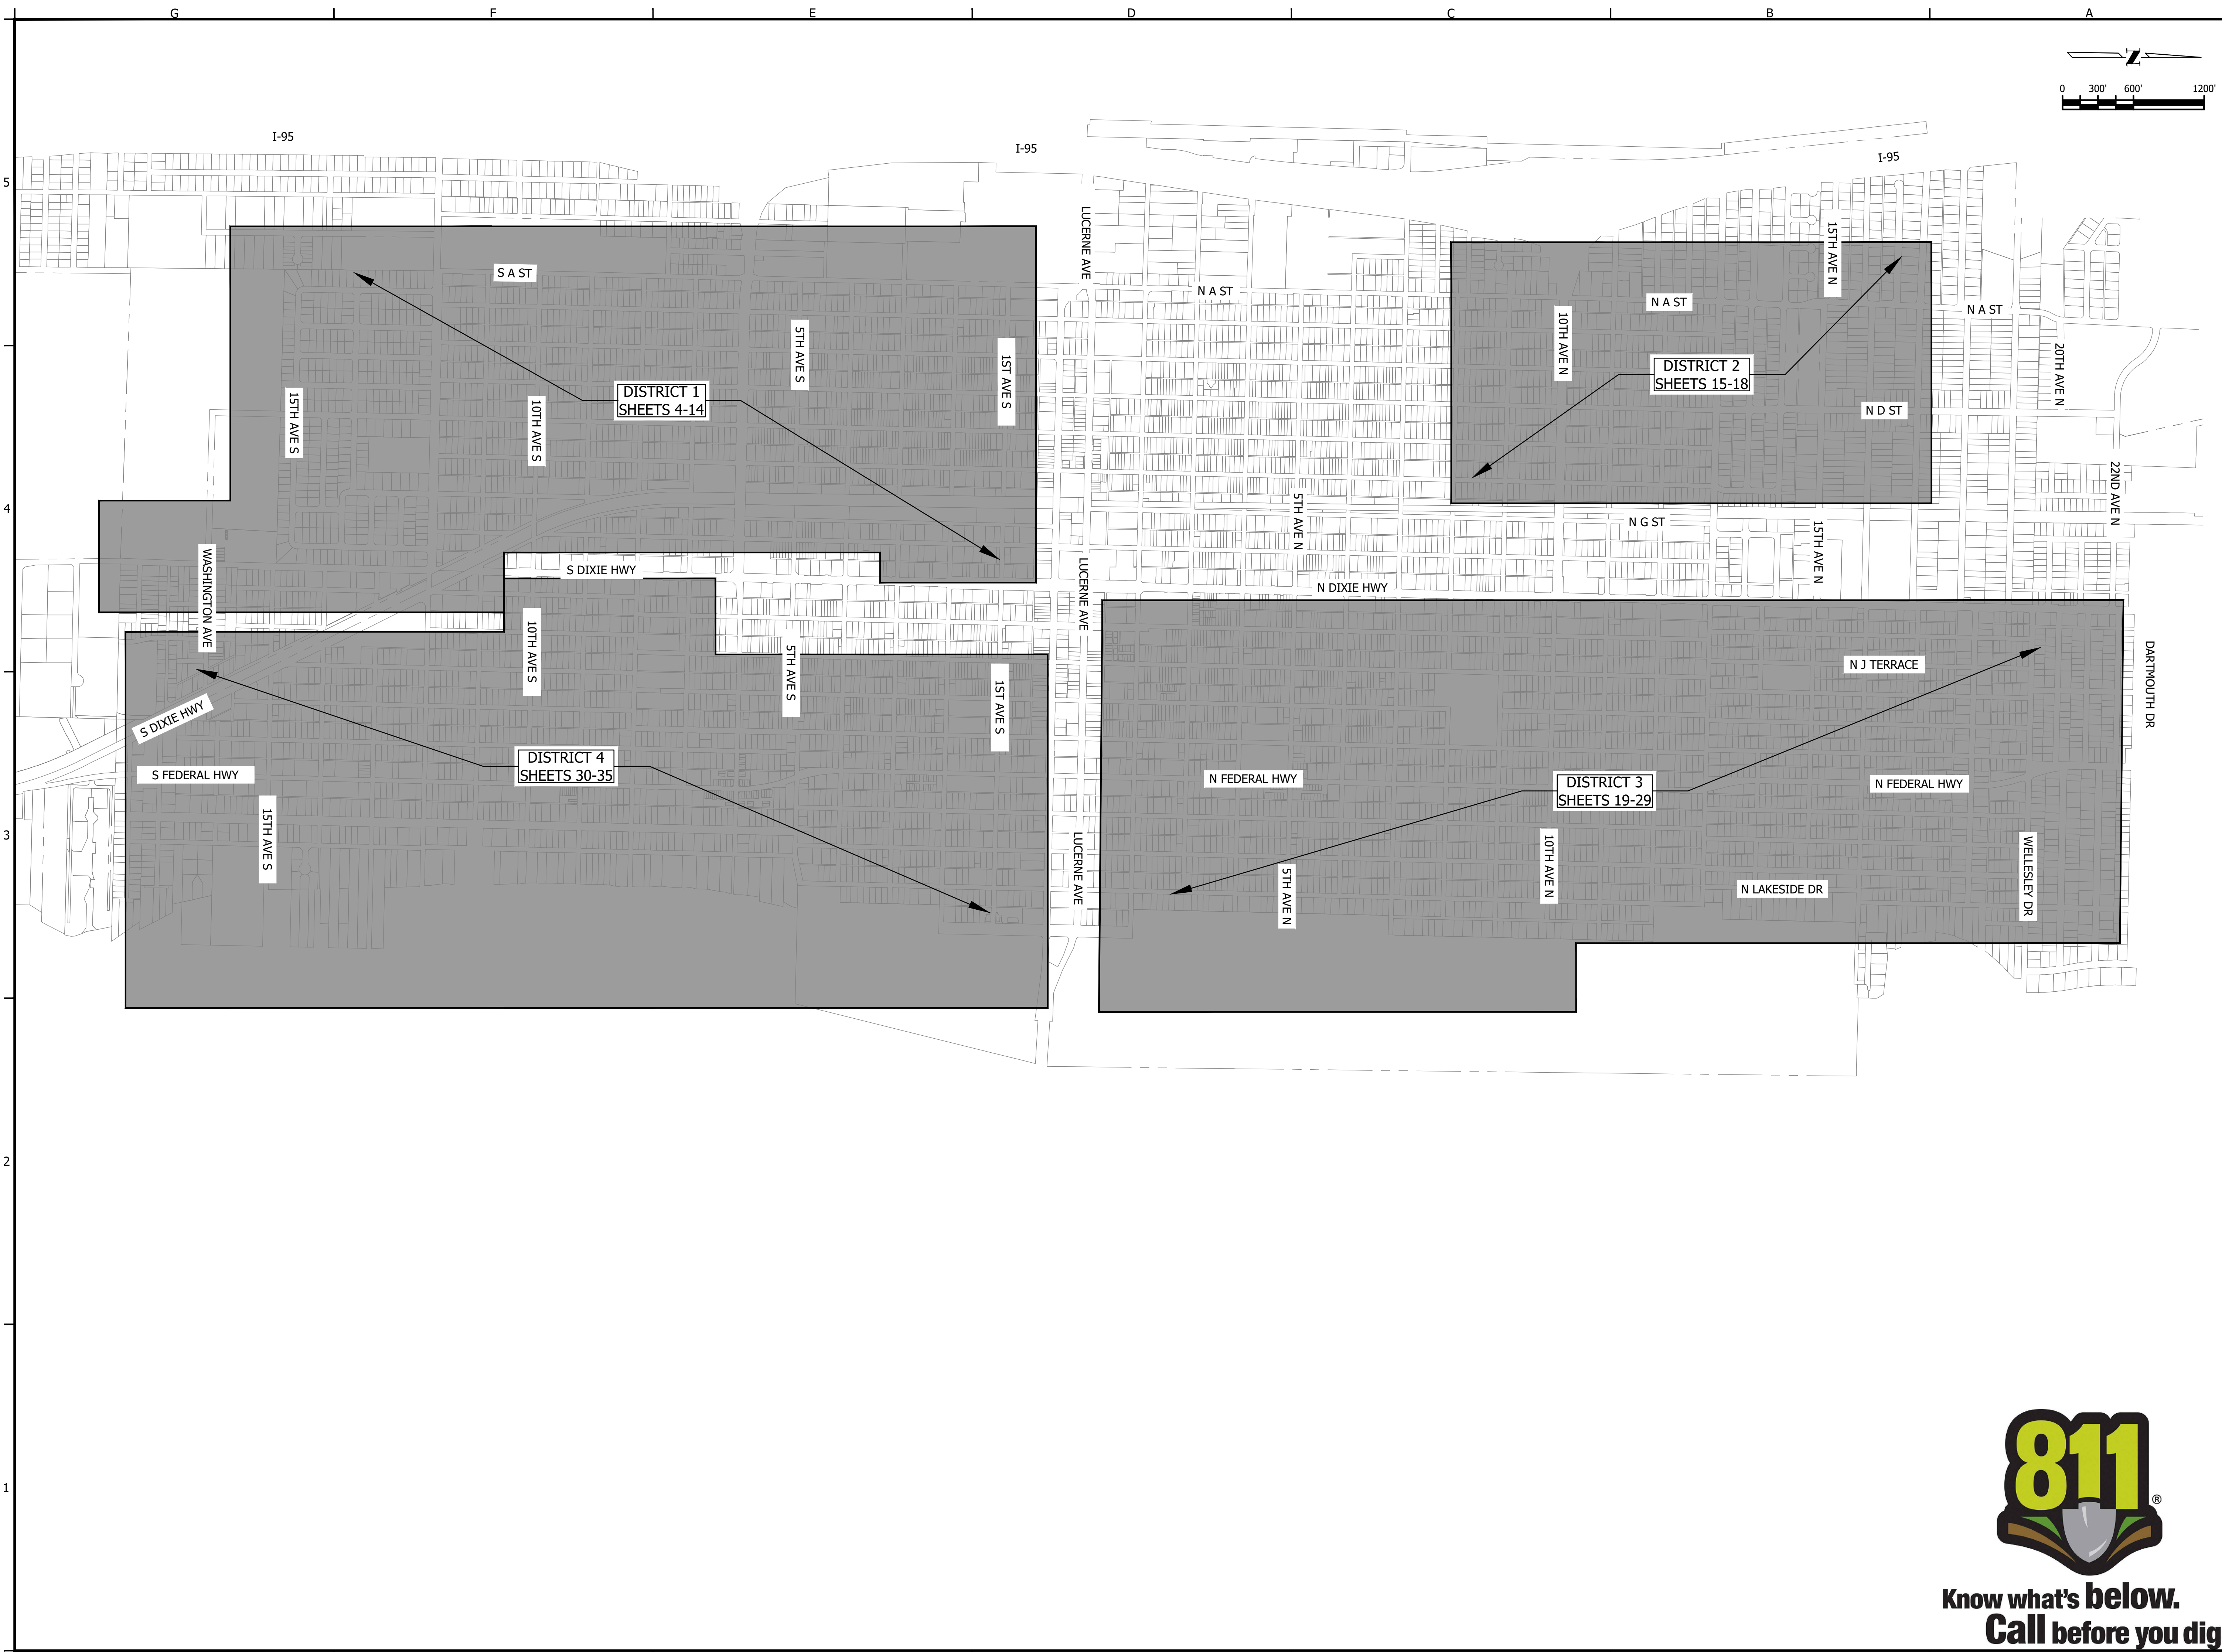 G F E D C B A
Z
0 300' 600' 1200'
I-95
I-95
I-95
5
LUCERNE AVE
15TH AVE N
S A ST
N A ST
N A ST
N A ST
5TH AVE S
1ST AVE S
10TH AVE N
20TH AVE N
DISTRICT 1
SHEETS 4-14
DISTRICT 2
SHEETS 15-18
15TH AVE S
10TH AVE S
N D ST
22ND AVE N
4
5TH AVE N
N G ST
15TH AVE N
WASHINGTON AVE
S DIXIE HWY
LUCERNE AVE
N DIXIE HWY
10TH AVE S
5TH AVE S
1ST AVE S
N J TERRACE
DARTMOUTH DR
S DIXIE HWY
DISTRICT 4
SHEETS 30-35
S FEDERAL HWY
N FEDERAL HWY
DISTRICT 3
SHEETS 19-29
N FEDERAL HWY
3
15TH AVE S
LUCERNE AVE
5TH AVE N
10TH AVE N
N LAKESIDE DR
WELLESLEY DR
2
1
811®
Know what's below.
Call before you dig